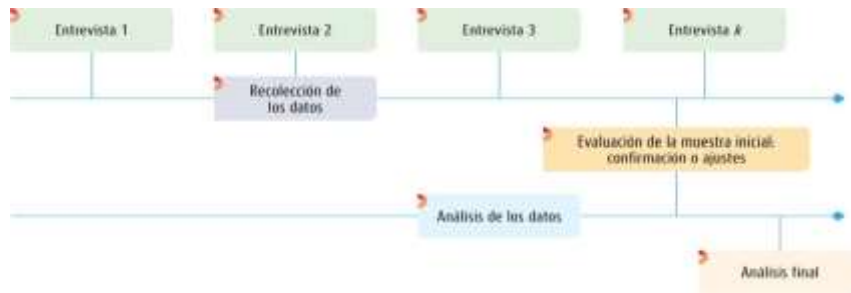 Entrevista 1
Entrevista 2
Entrevista 3
Entrevista k
Recolección de
los datos
Evaluación de la muestra inicial:
confirmación o ajustes
Análisis de los datos
Análisis final